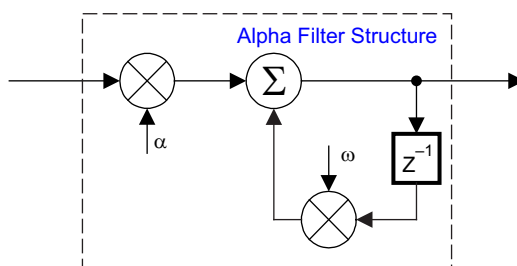 Alpha Filter Structure
Σ
α
ω
Z⁻¹